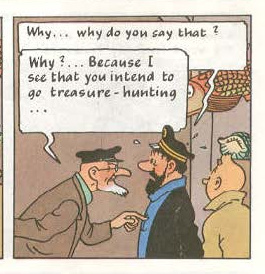 Why... why do you say that ?
Why ?... Because I
see that you intend to
go treasure-hunting
...